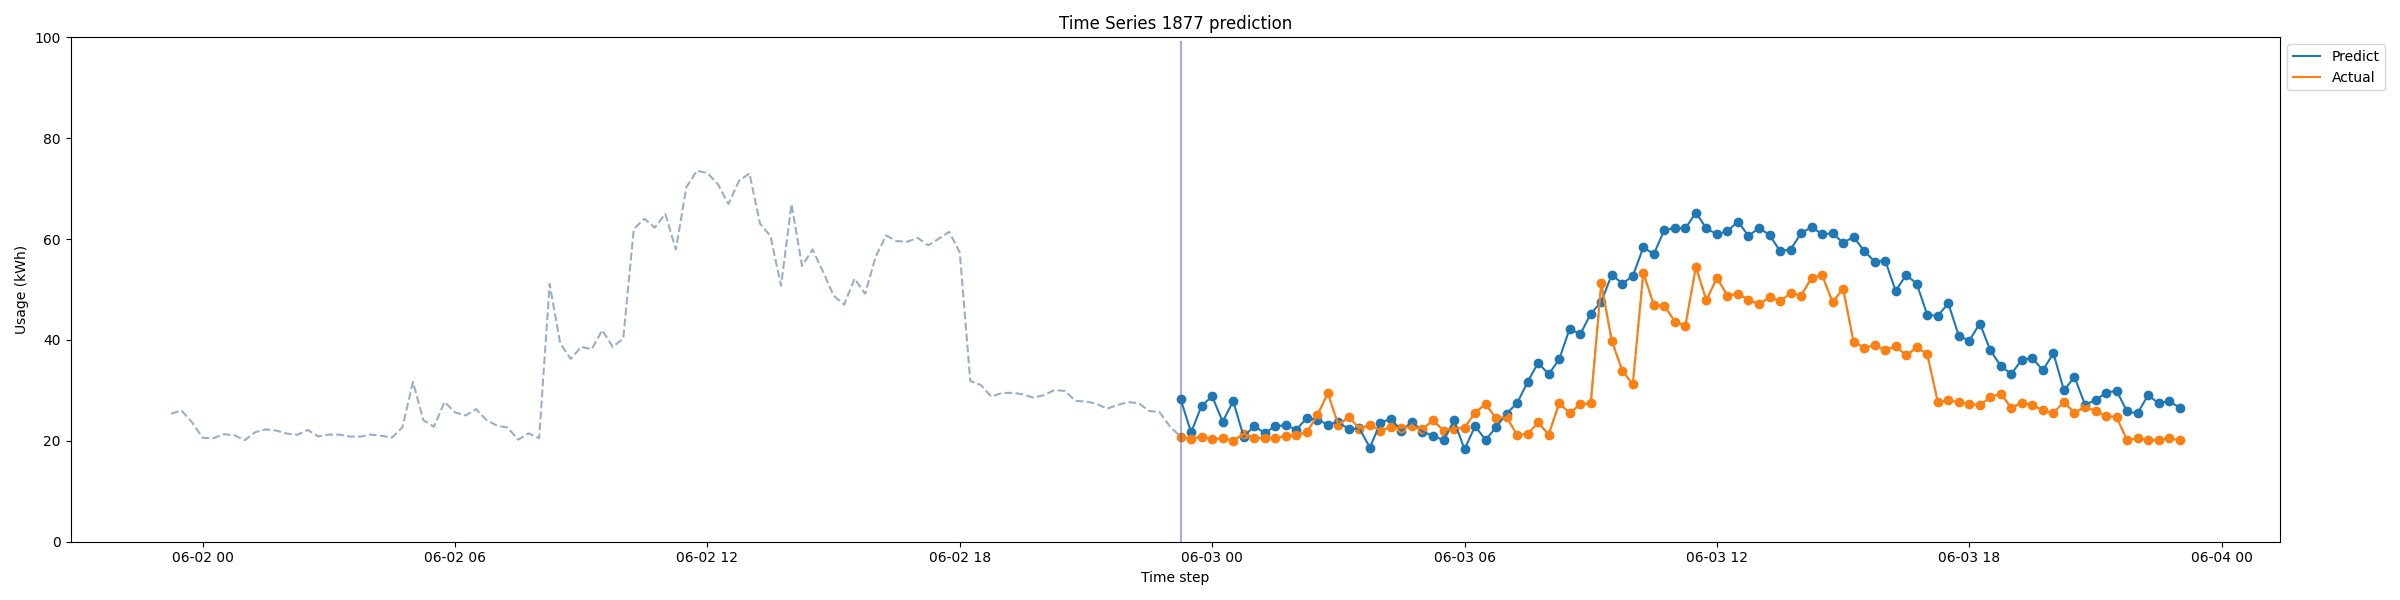 Time Series 1877 prediction
Predict
Actual
Usage (kWh)
100
80
60
40
20
0
06-02 00 06-02 06 06-02 12 06-02 18 06-03 00 06-03 06 06-03 12 06-03 18 06-04 00
Time step